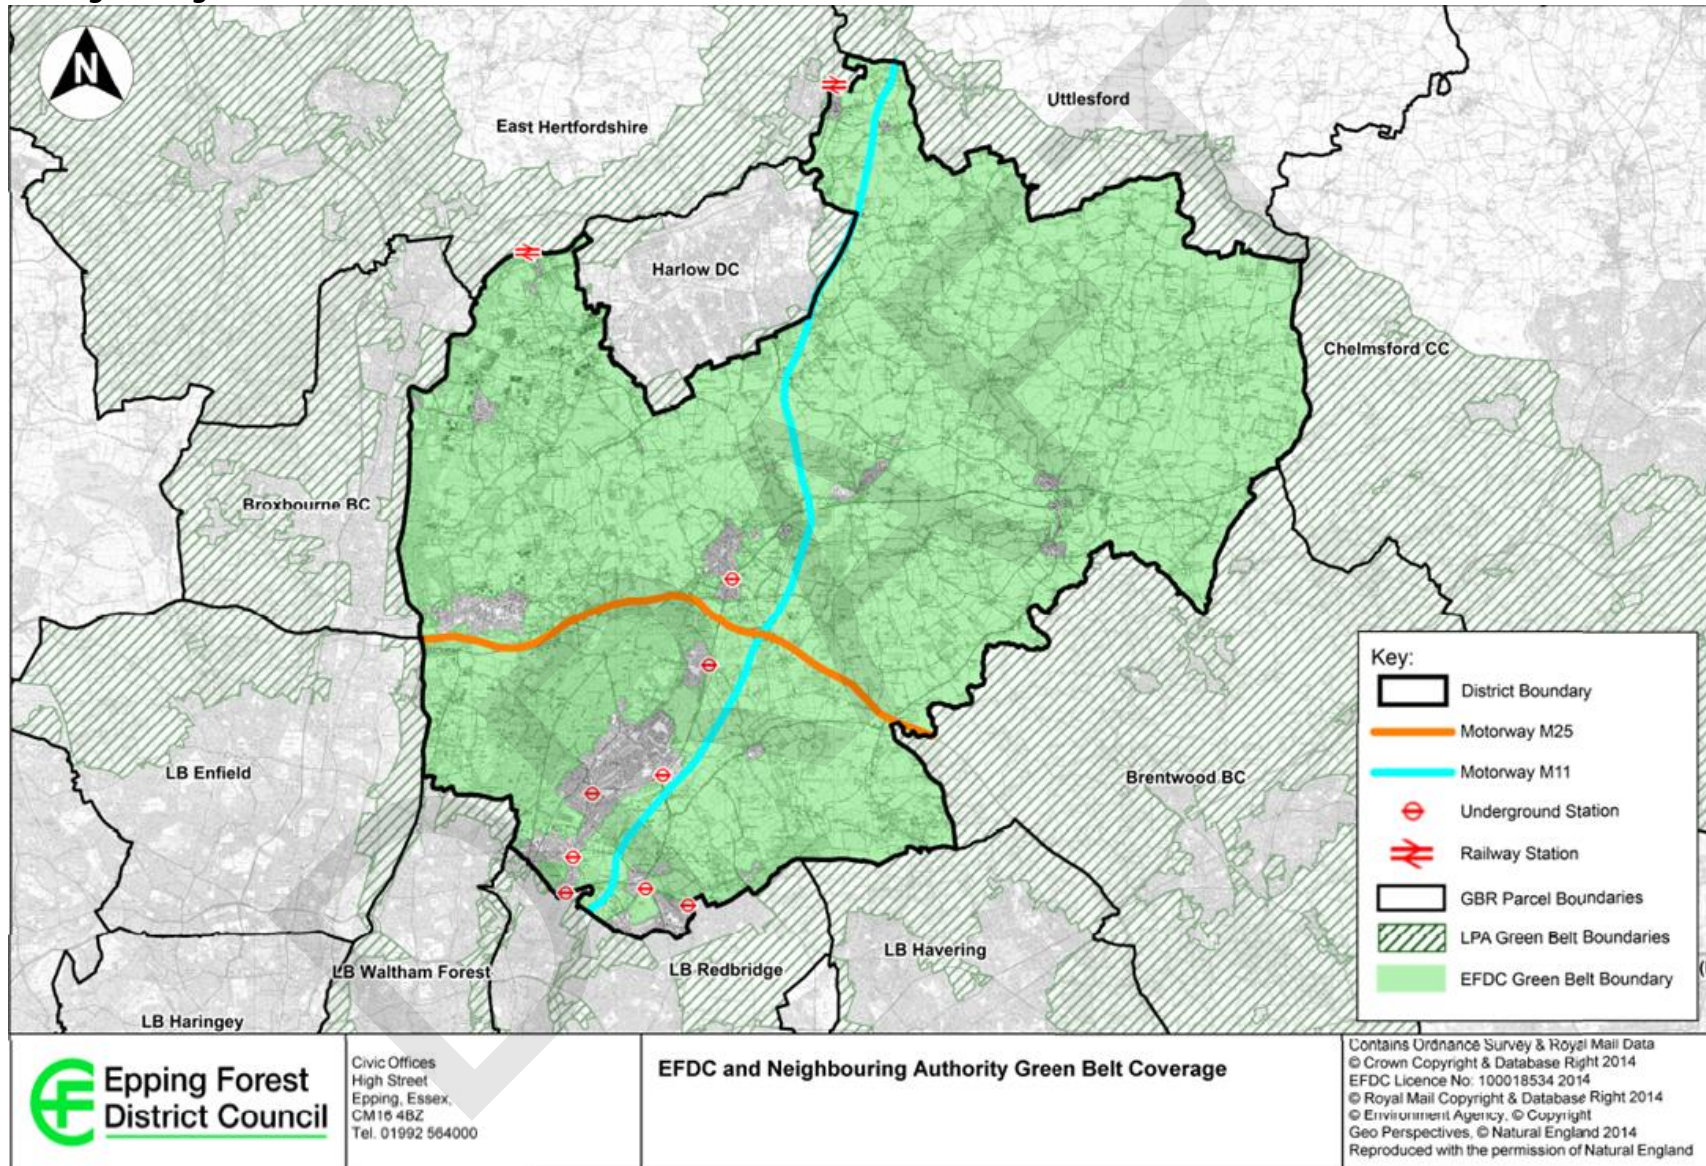 N
Uttlesford
East Hertfordshire
Harlow DC
Chelmsford CC
Broxbourne BC
LB Enfield
Brentwood BC
LB Waltham Forest
LB Redbridge
LB Havering
LB Haringey
Key:
District Boundary
Motorway M25
Motorway M11
Underground Station
Railway Station
GBR Parcel Boundaries
LPA Green Belt Boundaries
EFDC Green Belt Boundary
DRAFT
Epping Forest
District Council
Civic Offices
High Street
Epping, Essex,
CM16 4BZ
Tel. 01992 564000
EFDC and Neighbouring Authority Green Belt Coverage
Contains Ordnance Survey & Royal Mail Data
© Crown Copyright & Database Right 2014
EFDC Licence No: 100018534 2014
© Royal Mail Copyright & Database Right 2014
© Environment Agency, © Copyright
Geo Perspectives, © Natural England 2014
Reproduced with the permission of Natural England